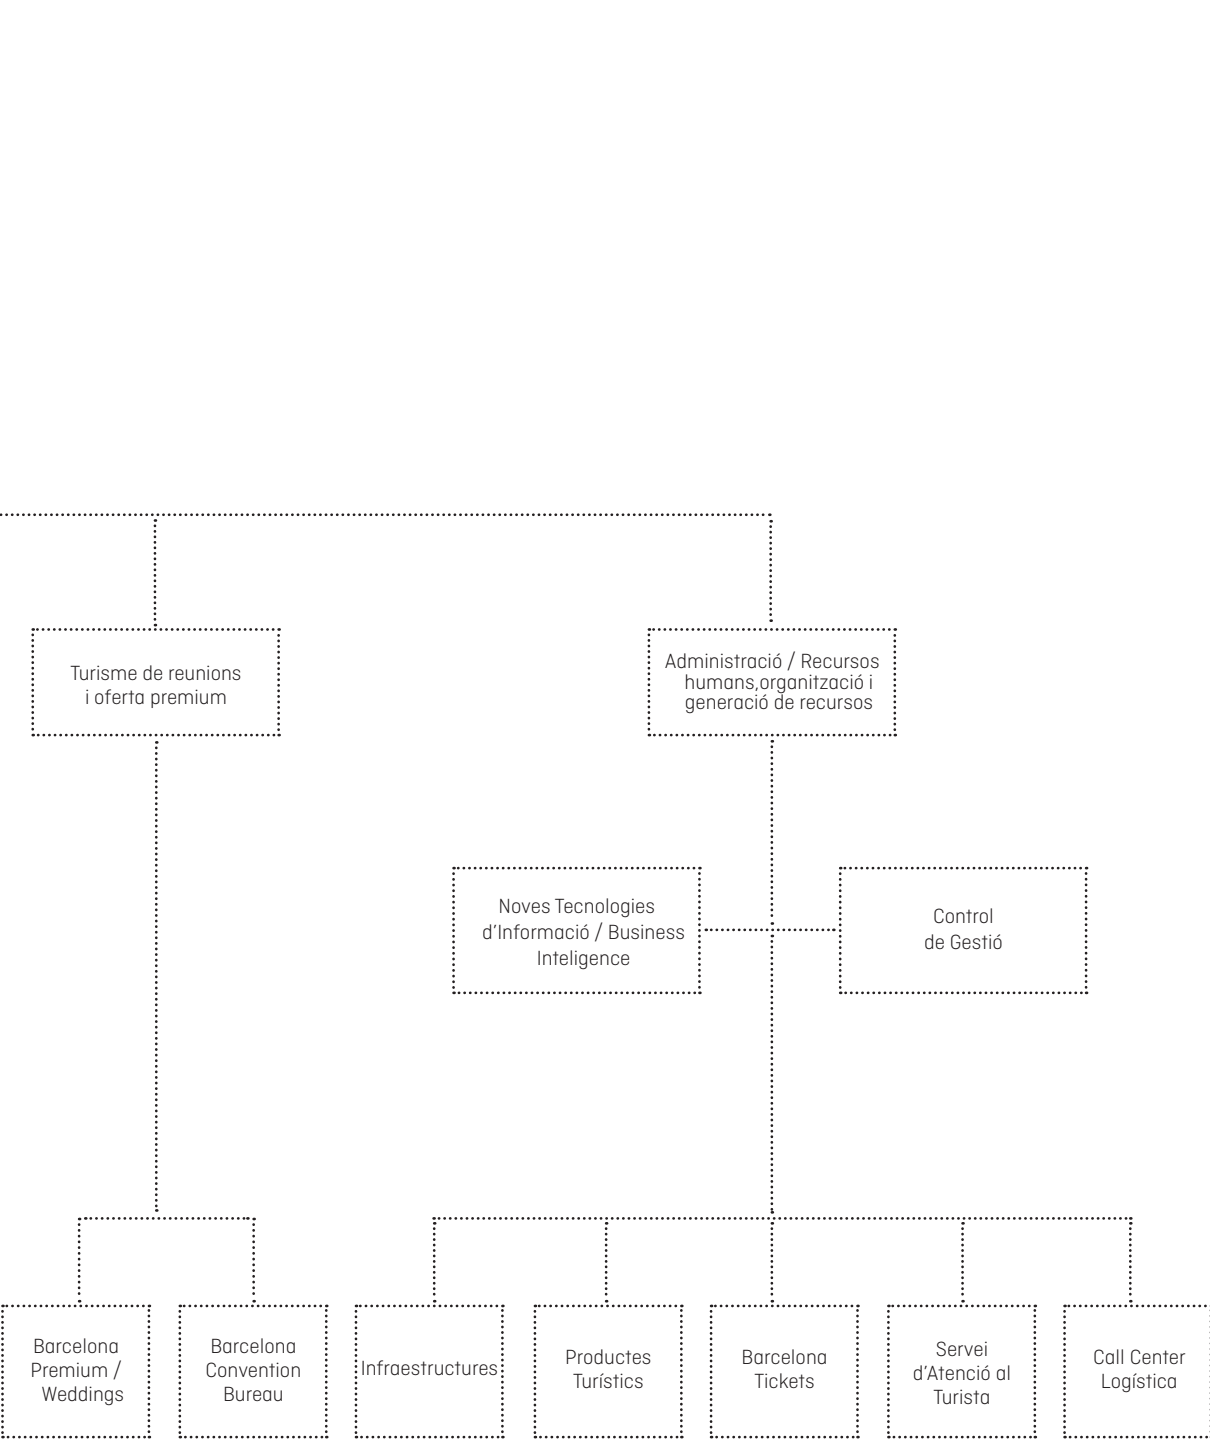 Turisme de reunions
i oferta premium
Administració / Recursos
humans,organització i
generació de recursos
Noves Tecnologies
d'Informació / Business
Inteligence
Control
de Gestió
Barcelona
Premium /
Weddings
Barcelona
Convention
Bureau
Infraestructures
Productes
Turístics
Barcelona
Tickets
Servei
d'Atenció al
Turista
Call Center
Logística